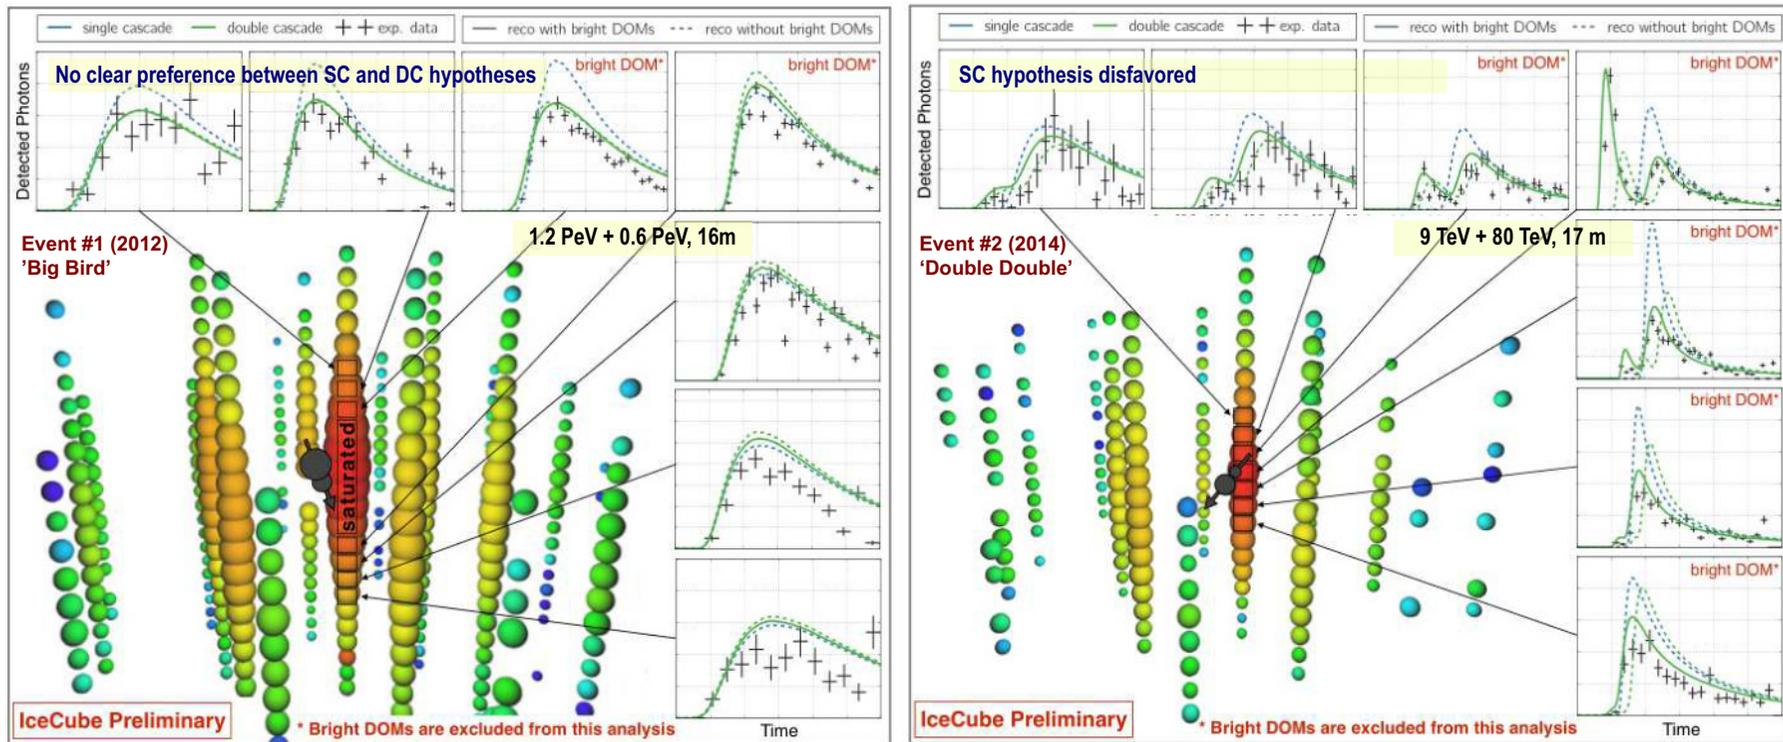 single cascade double cascade exp. data reco with bright DOMs reco without bright DOMs
No clear preference between SC and DC hypotheses
bright DOM*
bright DOM*
Detected Photons
Event #1 (2012)
'Big Bird'
1.2 PeV + 0.6 PeV, 16m
saturated
IceCube Preliminary
* Bright DOMs are excluded from this analysis
Time
single cascade double cascade exp. data reco with bright DOMs reco without bright DOMs
SC hypothesis disfavored
bright DOM*
bright DOM*
Detected Photons
Event #2 (2014)
'Double Double'
9 TeV + 80 TeV, 17 m
bright DOM*
bright DOM*
bright DOM*
IceCube Preliminary
* Bright DOMs are excluded from this analysis
Time